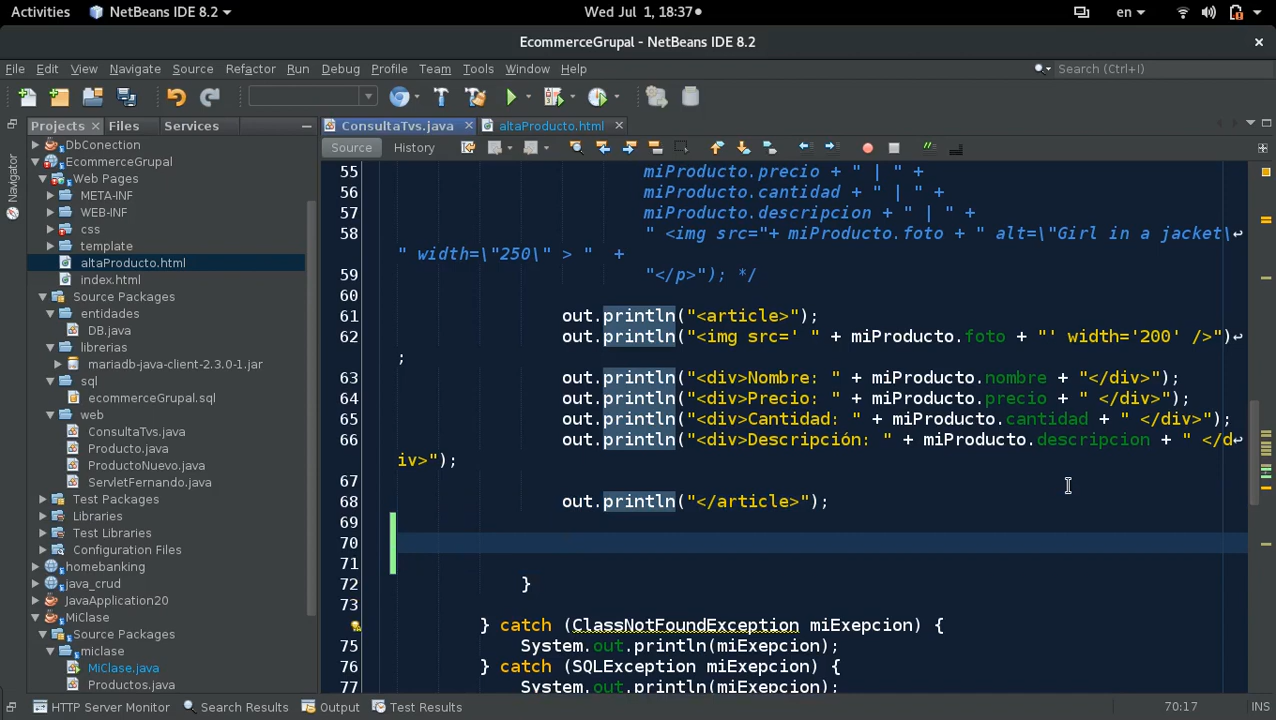 Activities NetBeans IDE 8.2 Wed Jul 1, 18:37 en
EcommerceGrupal - NetBeans IDE 8.2
File Edit View Navigate Source Refactor Run Debug Profile Team Tools Window Help Search (Ctrl+I)
Projects Files Services
ConsultaTvs.java altaProducto.html
Source History
Navigator
DbConection
EcommerceGrupal
Web Pages
META-INF
WEB-INF
css
template
altaProducto.html
index.html
Source Packages
entidades
DB.java
librerias
mariadb-java-client-2.3.0-1.jar
sql
ecommerceGrupal.sql
web
ConsultaTvs.java
Producto.java
ProductoNuevo.java
ServletFernando.java
Test Packages
Libraries
Test Libraries
Configuration Files
homebanking
java_crud
JavaApplication20
MiClase
Source Packages
miclase
MiClase.java
Productos.java
55 miProducto.precio + " | " +
56 miProducto.cantidad + " | " +
57 miProducto.descripcion + " | " +
58 " <img src="+ miProducto.foto + " alt=\"Girl in a jacket\
" width=\"250\" > " +
59 "</p>"); */
60
61 out.println("<article>");
62 out.println("<img src=' " + miProducto.foto + "' width='200' />")
;
63 out.println("<div>Nombre: " + miProducto.nombre + "</div>");
64 out.println("<div>Precio: " + miProducto.precio + " </div>");
65 out.println("<div>Cantidad: " + miProducto.cantidad + " </div>");
66 out.println("<div>Descripción: " + miProducto.descripcion + " </d
iv>");
67
68 out.println("</article>");
69
70
71
72 }
73
} catch (ClassNotFoundException miExepcion) {
75 System.out.println(miExepcion);
76 } catch (SQLException miExepcion) {
77 System.out.println(miExepcion);
HTTP Server Monitor Search Results Output Test Results 70:17 INS